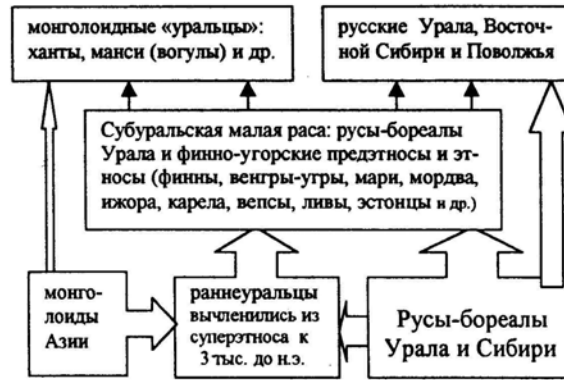 монголоидные «уральцы»:
ханты, манси (вогулы) и др.
русские Урала, Восточ-
ной Сибири и Поволжья
Субуральская малая раса: русы-бореалы
Урала и финно-угорские предэтносы и эт-
носы (финны, венгры-угры, мари, мордва,
ижора, карела, вепсы, ливы, эстонцы и др.)
монго-
лоиды
Азии
раннеуральцы
вычленились из
суперэтноса к
3 тыс. до н.э.
Русы-бореалы
Урала и Сибири